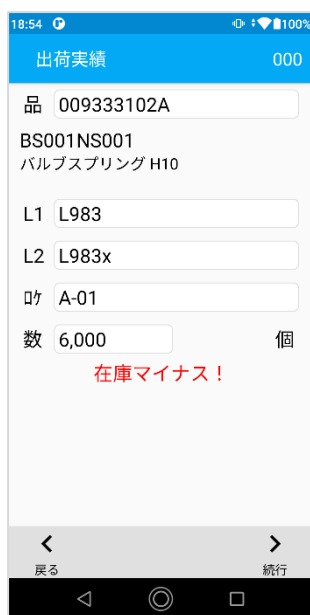 18:54 100%
出荷実績 000
品 009333102A
BS001NS001
バルブスプリング H10
L1 L983
L2 L983x
ﾛｹ A-01
数 6,000 個
在庫マイナス！
戻る 続行